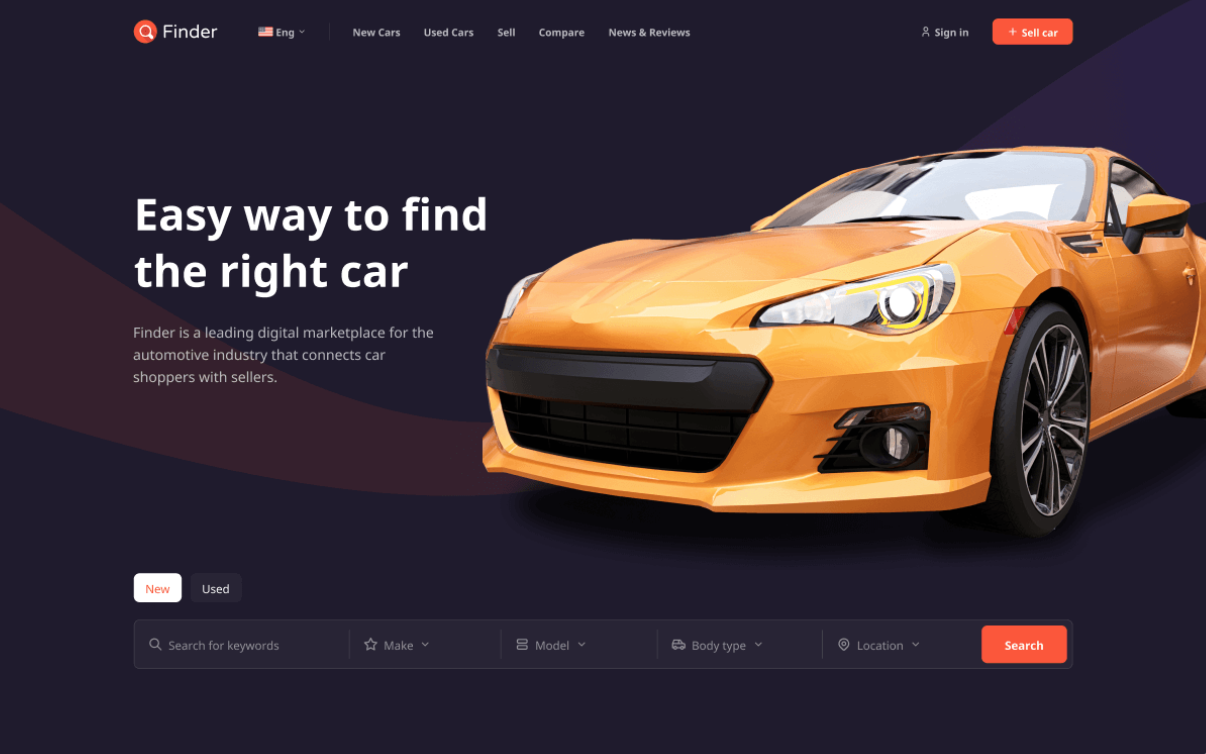 Finder
Eng
New Cars
Used Cars
Sell
Compare
News & Reviews
Sign in
+ Sell car
Easy way to find
the right car
Finder is a leading digital marketplace for the
automotive industry that connects car
shoppers with sellers.
New
Used
Search for keywords
Make
Model
Body type
Location
Search